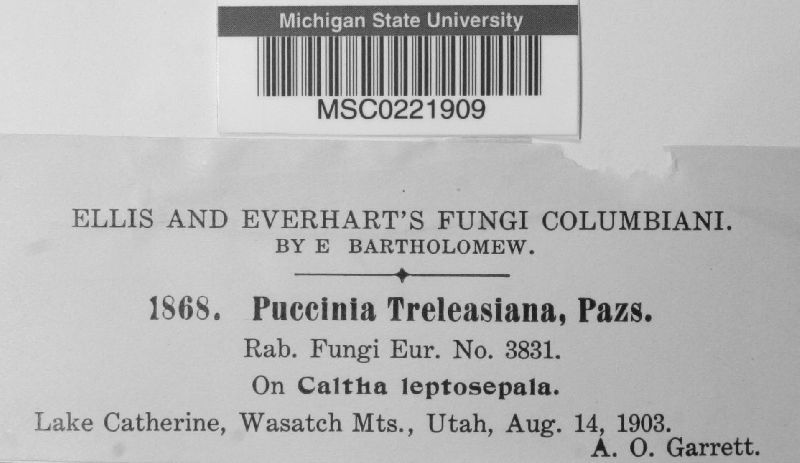 Michigan State University
MSC0221909
ELLIS AND EVERHART'S FUNGI COLUMBIANI.
BY E BARTHOLOMEW.
1868. Puccinia Treleasiana, Pazs.
Rab. Fungi Eur. No. 3831.
On Caltha leptosepala.
Lake Catherine, Wasatch Mts., Utah, Aug. 14, 1903.
A. O. Garrett.